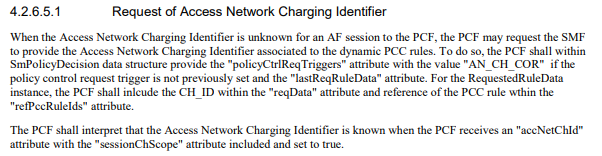 4.2.6.5.1 Request of Access Network Charging Identifier
When the Access Network Charging Identifier is unknown for an AF session to the PCF, the PCF may request the SMF
to provide the Access Network Charging Identifier associated to the dynamic PCC rules. To do so, the PCF shall within
SmPolicyDecision data structure provide the "policyCtrlReqTriggers" attribute with the value "AN_CH_COR" if the
policy control request trigger is not previously set and the "lastReqRuleData" attribute. For the RequestedRuleData
instance, the PCF shall inlcude the CH_ID within the "reqData" attribute and reference of the PCC rule wthin the
"refPccRuleIds" attribute.
The PCF shall interpret that the Access Network Charging Identifier is known when the PCF receives an "accNetChId"
attribute with the "sessionChScope" attribute included and set to true.